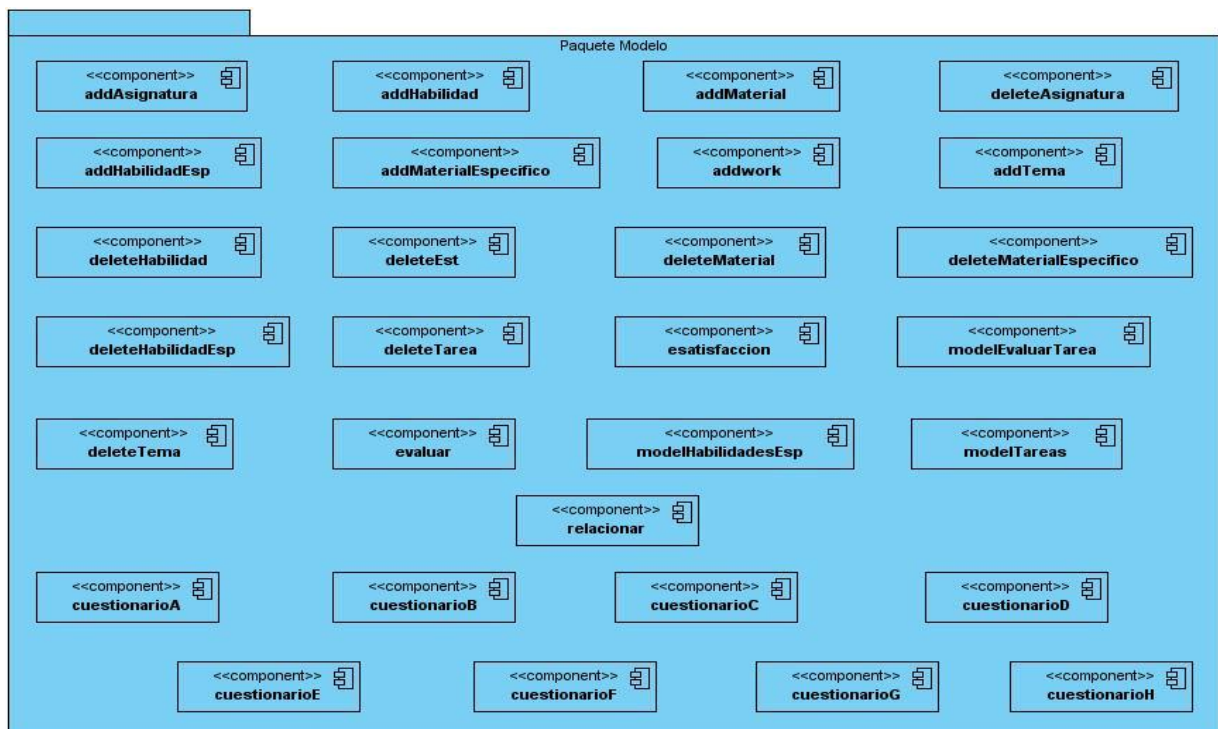 Paquete Modelo
<<component>>
addAsignatura
<<component>>
addHabilidad
<<component>>
addMaterial
<<component>>
deleteAsignatura
<<component>>
addHabilidadEsp
<<component>>
addMaterialEspecifico
<<component>>
addwork
<<component>>
addTema
<<component>>
deleteHabilidad
<<component>>
deleteEst
<<component>>
deleteMaterial
<<component>>
deleteMaterialEspecifico
<<component>>
deleteHabilidadEsp
<<component>>
deleteTarea
<<component>>
esatisfaccion
<<component>>
modelEvaluarTarea
<<component>>
deleteTema
<<component>>
evaluar
<<component>>
modelHabilidadesEsp
<<component>>
modelTareas
<<component>>
relacionar
<<component>>
cuestionarioA
<<component>>
cuestionarioB
<<component>>
cuestionarioC
<<component>>
cuestionarioD
<<component>>
cuestionarioE
<<component>>
cuestionarioF
<<component>>
cuestionarioG
<<component>>
cuestionarioH